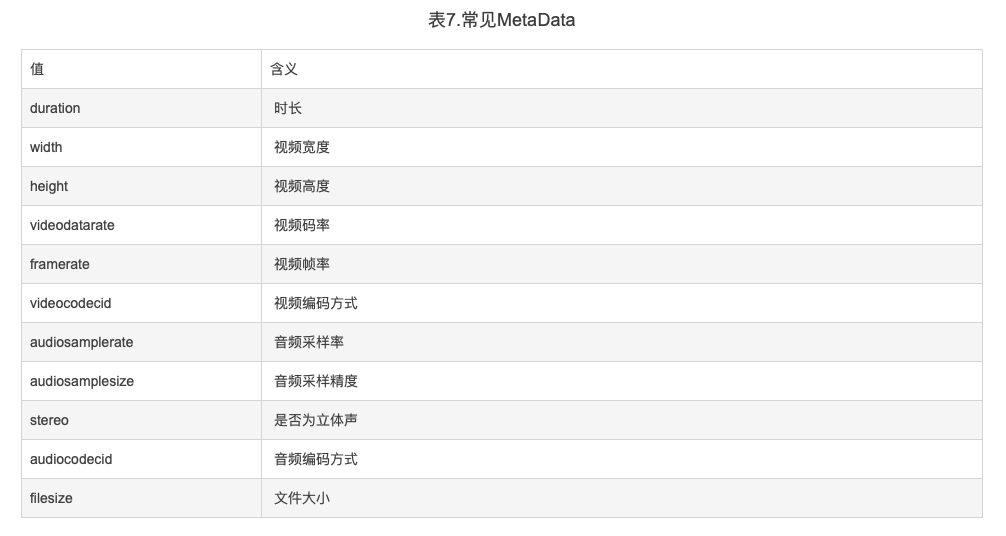 表7.常见MetaData
值 含义
duration 时长
width 视频宽度
height 视频高度
videodatarate 视频码率
framerate 视频帧率
videocodecid 视频编码方式
audiosamplerate 音频采样率
audiosamplesize 音频采样精度
stereo 是否为立体声
audiocodecid 音频编码方式
filesize 文件大小